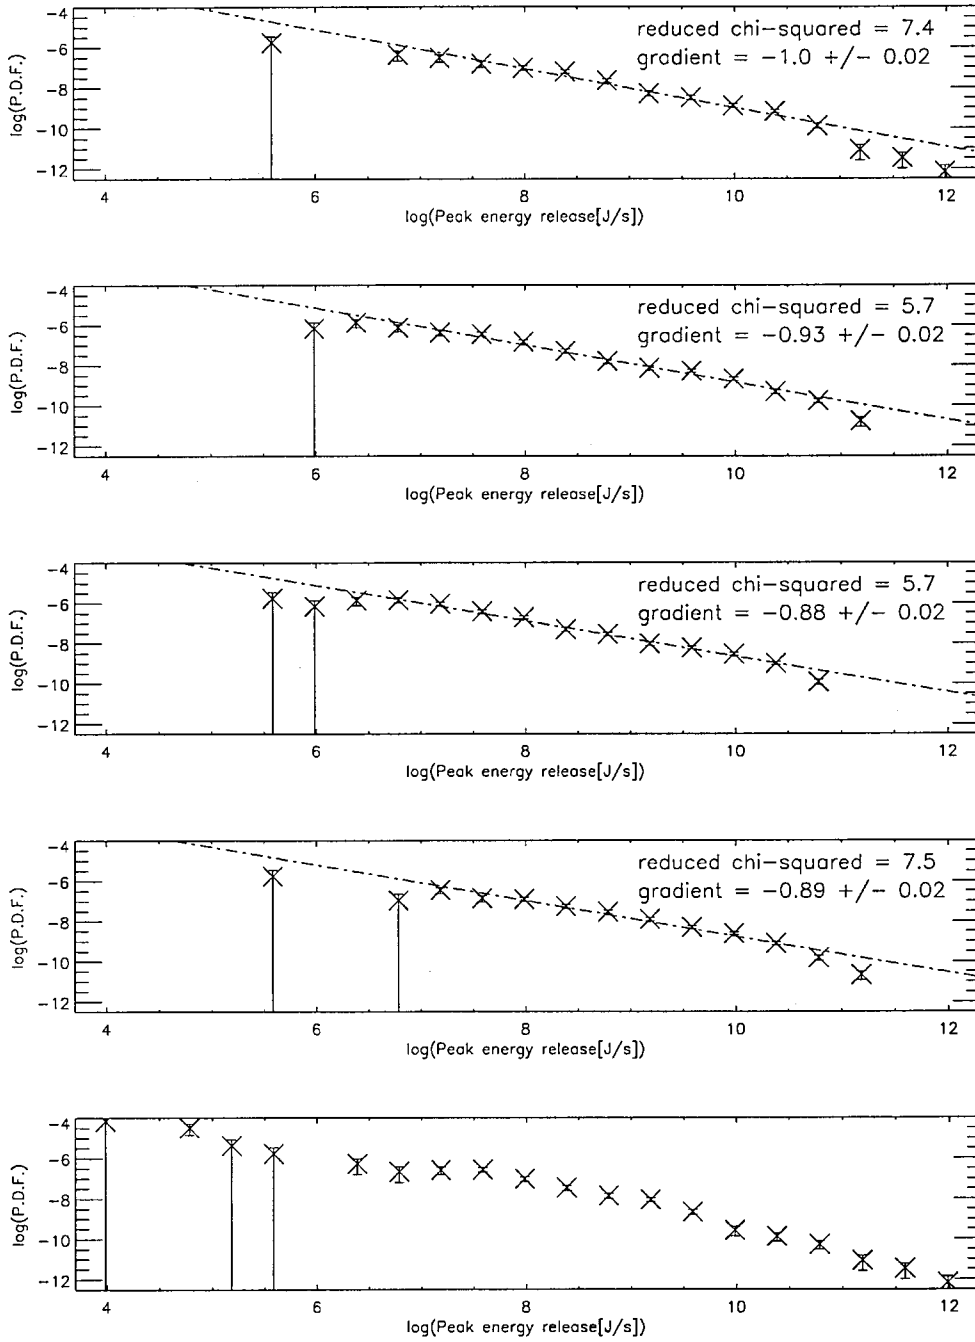 reduced chi-squared = 7.4
gradient = -1.0 +/- 0.02
log(P.D.F.)
-4
-6
-8
-10
-12
4 6 8 10 12
log(Peak energy release[J/s])
reduced chi-squared = 5.7
gradient = -0.93 +/- 0.02
log(P.D.F.)
-4
-6
-8
-10
-12
4 6 8 10 12
log(Peak energy release[J/s])
reduced chi-squared = 5.7
gradient = -0.88 +/- 0.02
log(P.D.F.)
-4
-6
-8
-10
-12
4 6 8 10 12
log(Peak energy release[J/s])
reduced chi-squared = 7.5
gradient = -0.89 +/- 0.02
log(P.D.F.)
-4
-6
-8
-10
-12
4 6 8 10 12
log(Peak energy release[J/s])
log(P.D.F.)
-4
-6
-8
-10
-12
4 6 8 10 12
log(Peak energy release[J/s])